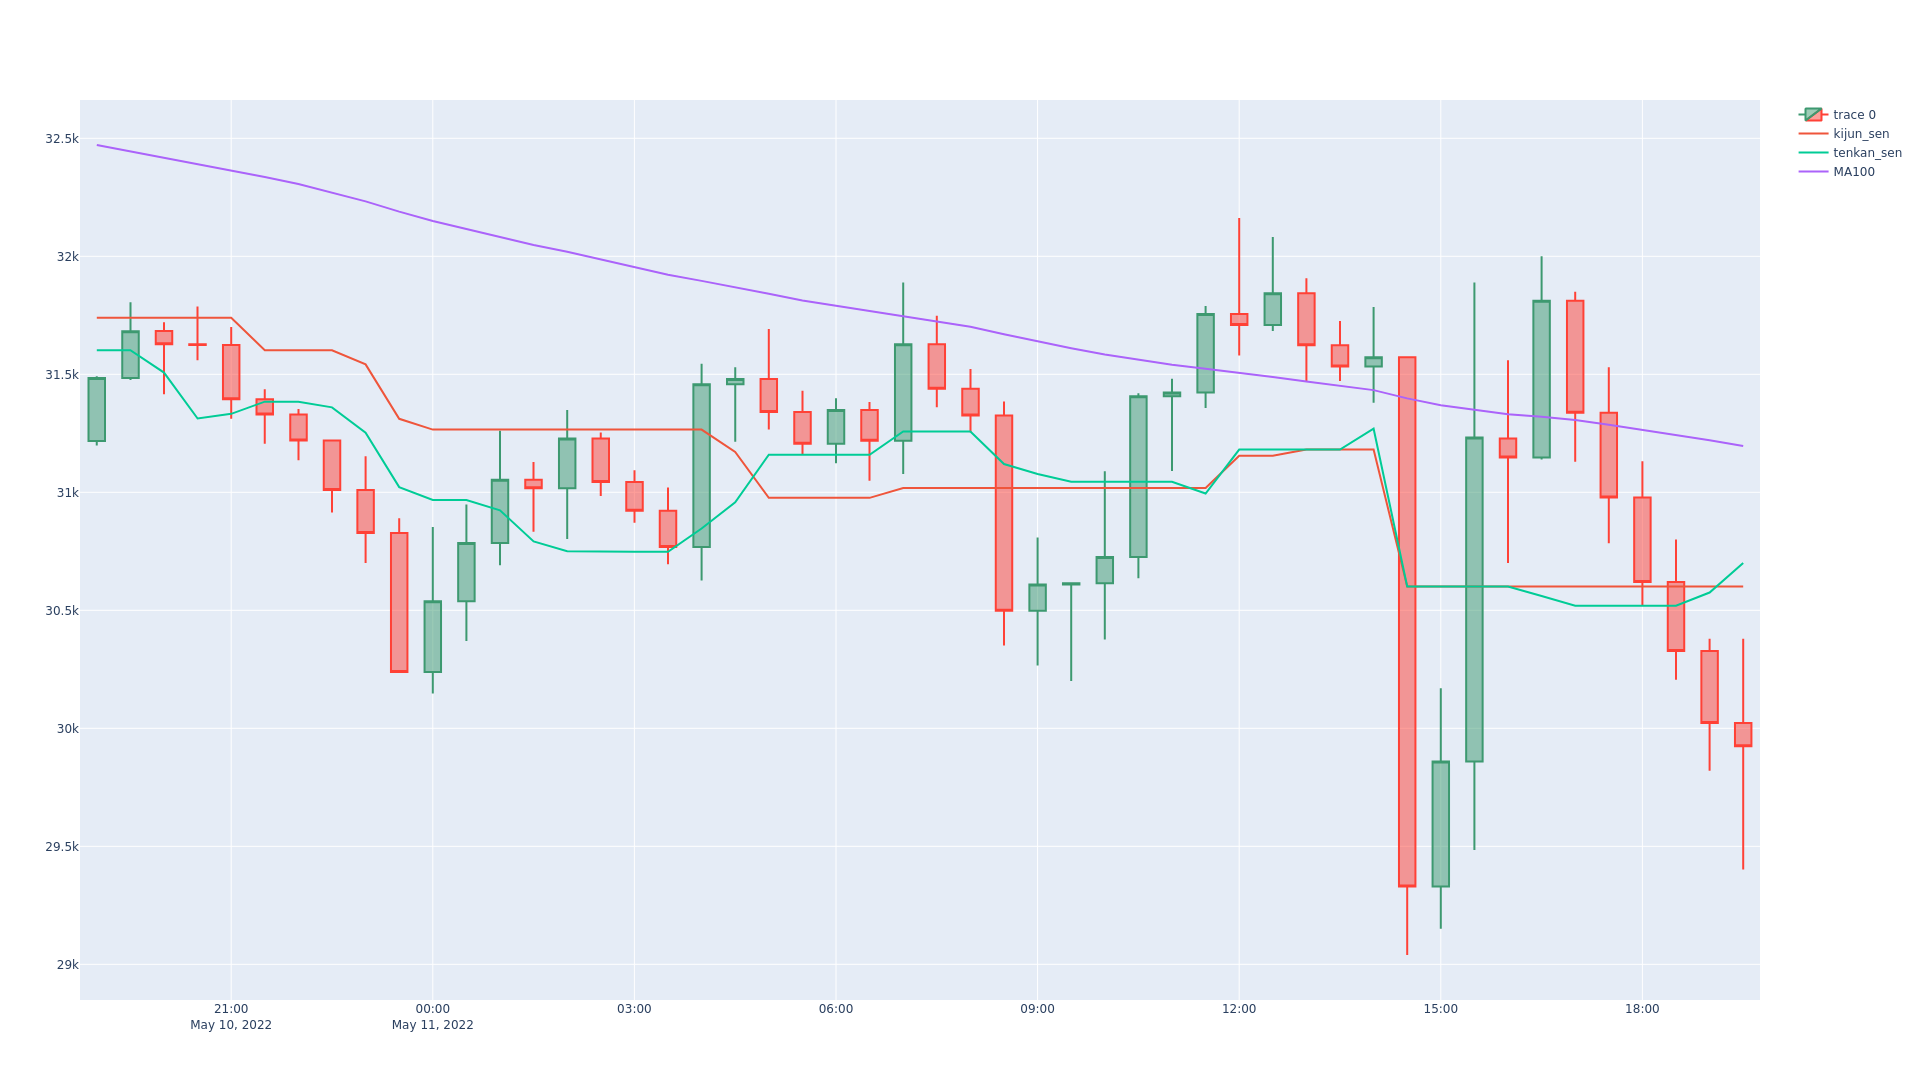 32.5k
32k
31.5k
31k
30.5k
30k
29.5k
29k
21:00
May 10, 2022
00:00
May 11, 2022
03:00
06:00
09:00
12:00
15:00
18:00
trace 0
kijun_sen
tenkan_sen
MA100